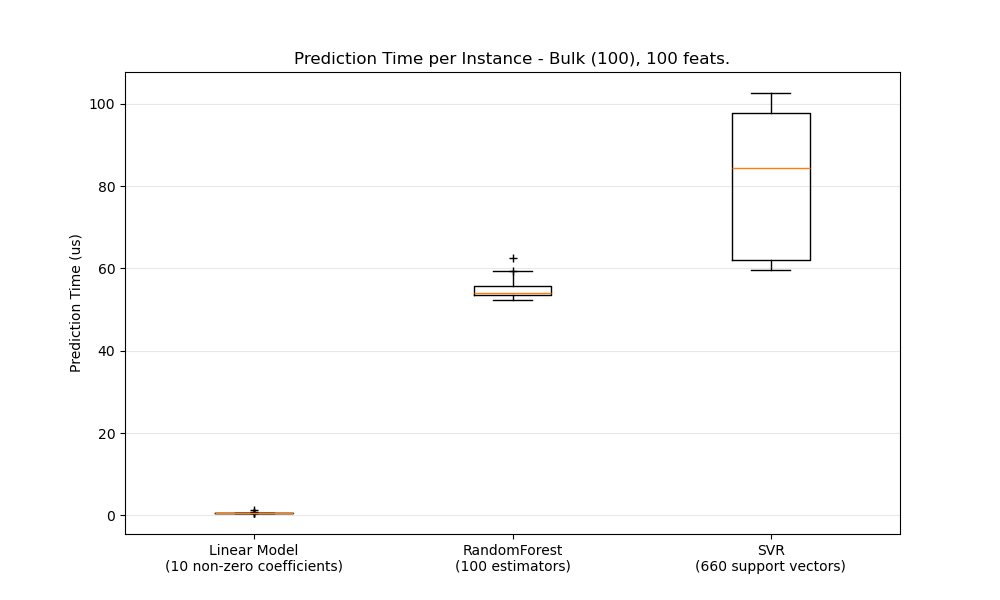 Prediction Time per Instance - Bulk (100), 100 feats.
Prediction Time (us)
100
80
60
40
20
0
Linear Model
(10 non-zero coefficients)
RandomForest
(100 estimators)
SVR
(660 support vectors)